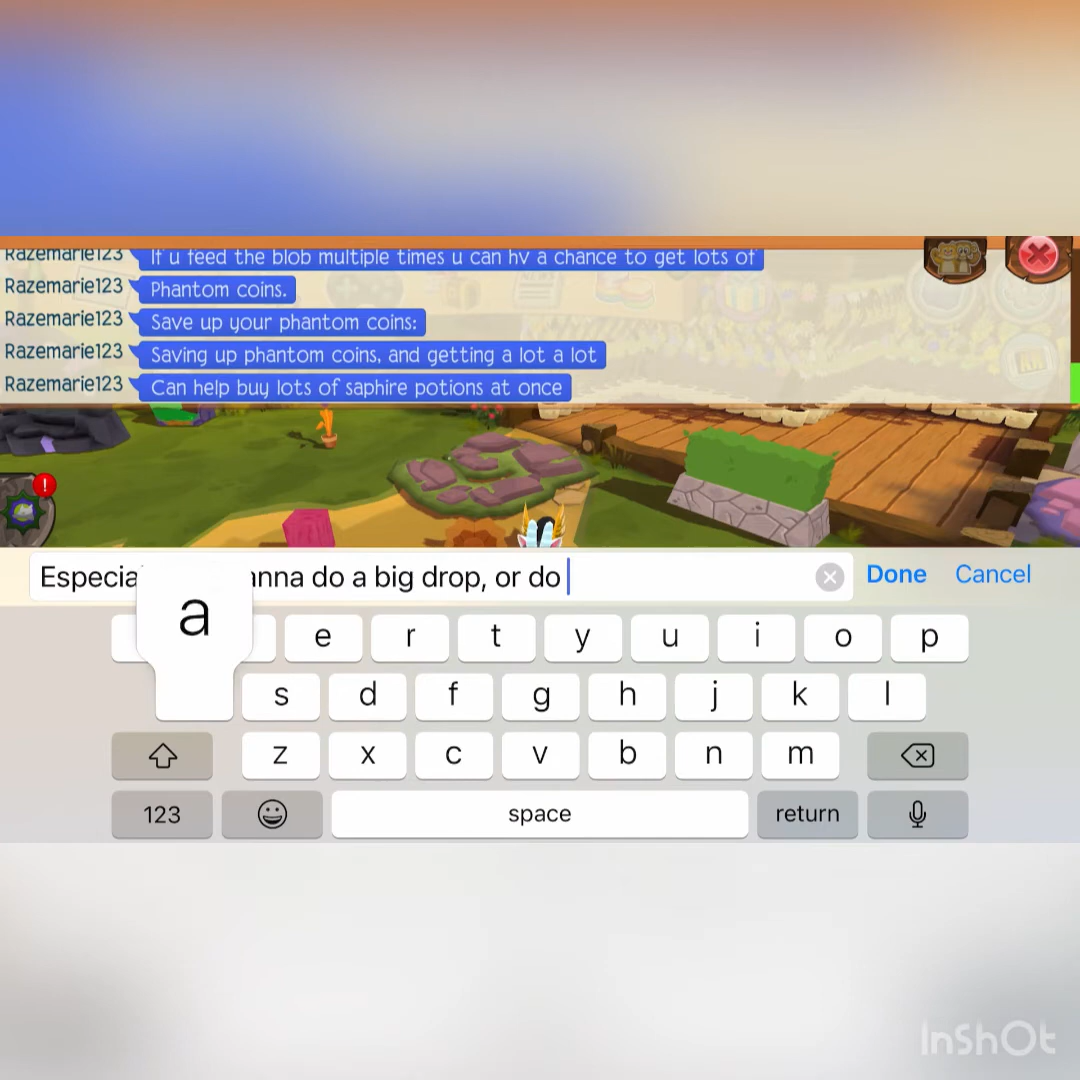 Razemarie123 If u feed the blob multiple times u can hv a chance to get lots of
Razemarie123 Phantom coins.
Razemarie123 Save up your phantom coins:
Razemarie123 Saving up phantom coins, and getting a lot a lot
Razemarie123 Can help buy lots of saphire potions at once
!
Especia anna do a big drop, or do
Done
Cancel
a
e r t y u i o p
s d f g h j k l
z x c v b n m
123 space return
InShOt